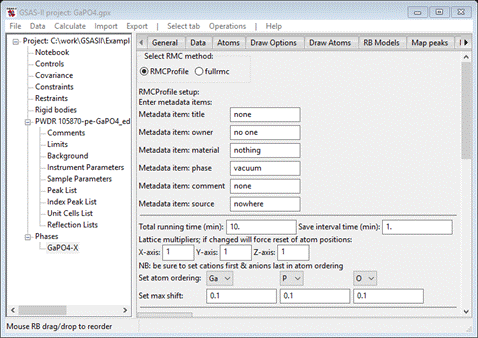 GSAS-II project: GaPO4.gpx
File Data Calculate Import Export | Select tab Operations | Help
Project: C:\work\GSASII\Exampl
Notebook
Controls
Covariance
Constraints
Restraints
Rigid bodies
PWDR 105870-pe-GaPO4_ed
Comments
Limits
Background
Instrument Parameters
Sample Parameters
Peak List
Index Peak List
Unit Cells List
Reflection Lists
Phases
GaPO4-X
General Data Atoms Draw Options Draw Atoms RB Models Map peaks
Select RMC method:
RMCProfile fullrmc
RMCProfile setup:
Enter metadata items:
Metadata item: title none
Metadata item: owner no one
Metadata item: material nothing
Metadata item: phase vacuum
Metadata item: comment none
Metadata item: source nowhere
Total running time (min): 10. Save interval time (min): 1.
Lattice multipliers; if changed will force reset of atom positions:
X-axis: 1 Y-axis: 1 Z-axis: 1
NB: be sure to set cations first & anions last in atom ordering
Set atom ordering: Ga P O
Set max shift: 0.1 0.1 0.1
Mouse RB drag/drop to reorder